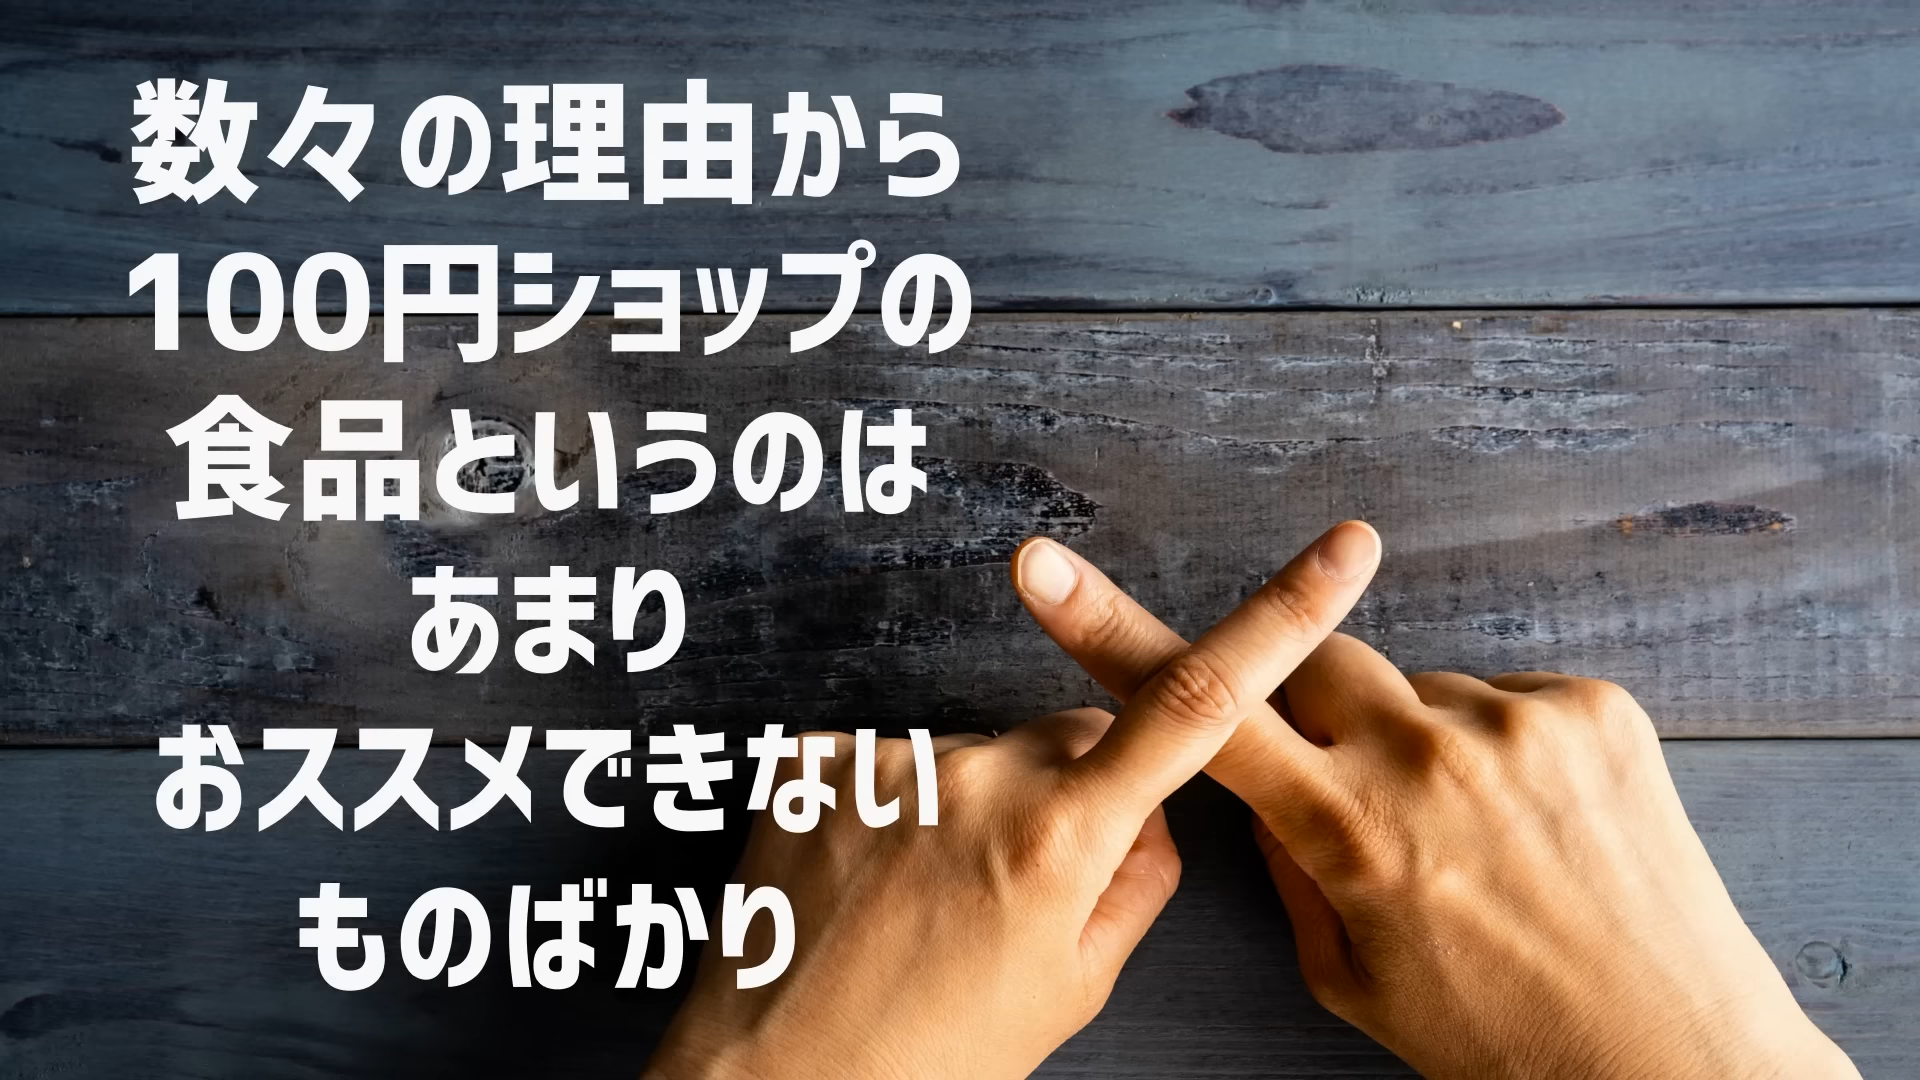 数々の理由から
100円ショップの
食品というのは
あまり
おススメできない
ものばかり